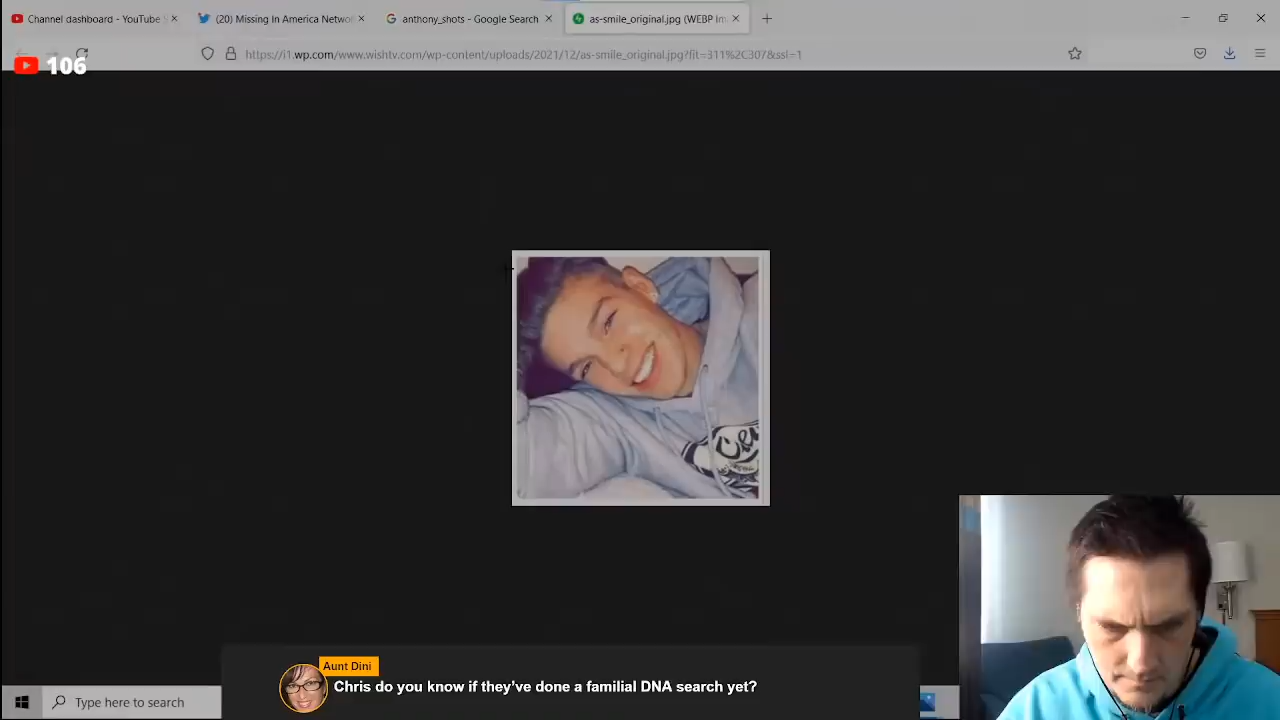 Channel dashboard - YouTube
(20) Missing In America Netwo
anthony_shots - Google Search
as-smile_original.jpg (WEBP Im
https://i1.wp.com/www.wishtv.com/wp-content/uploads/2021/12/as-smile_original.jpg?fit=311%2C307&ssl=1
106
Aunt Dini
Chris do you know if they've done a familial DNA search yet?
Type here to search